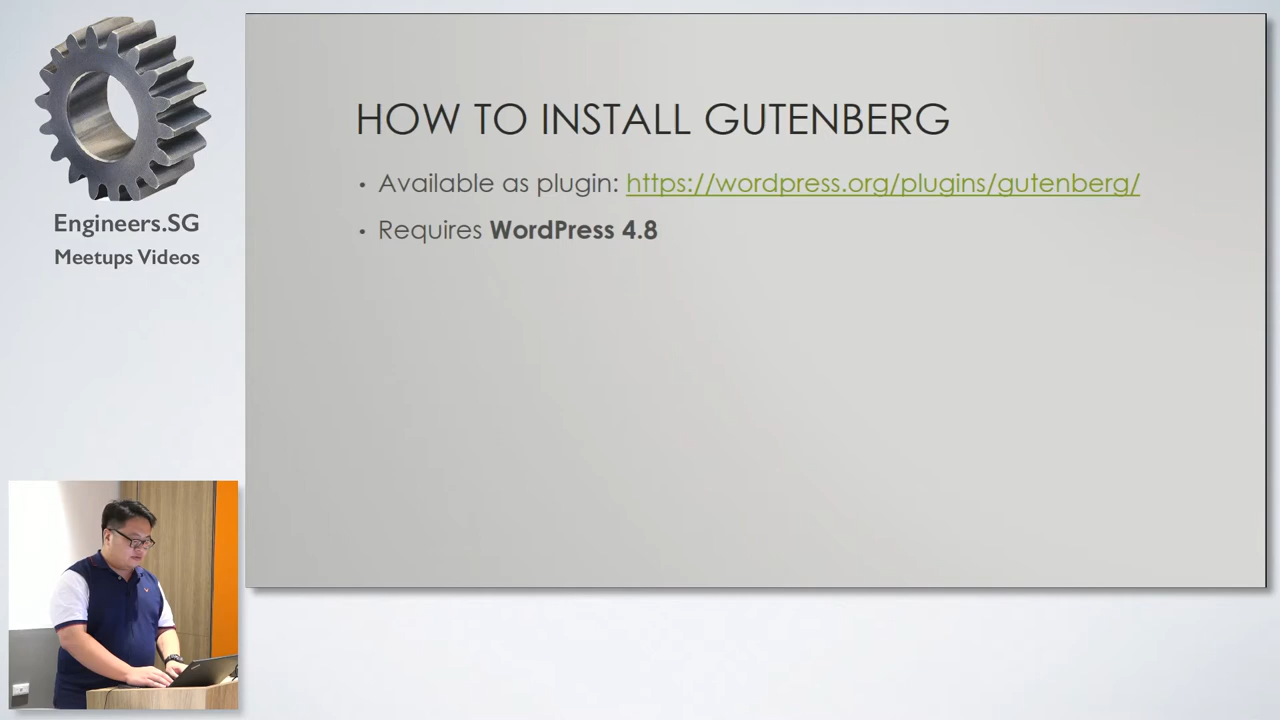 Engineers.SG
Meetups Videos
HOW TO INSTALL GUTENBERG
• Available as plugin: https://wordpress.org/plugins/gutenberg/
• Requires WordPress 4.8